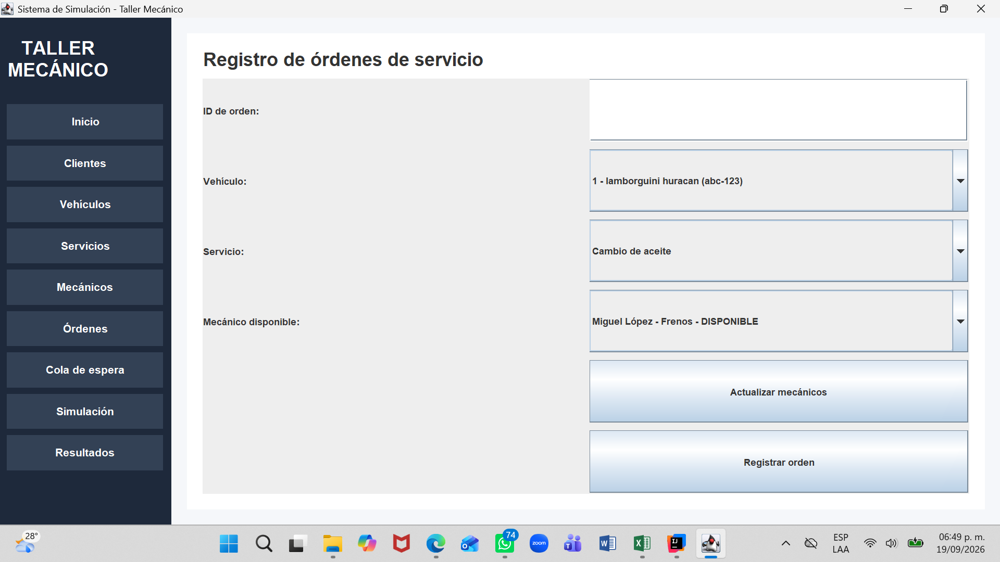 Sistema de Simulación - Taller Mecánico
TALLER
MECÁNICO
Inicio
Clientes
Vehículos
Servicios
Mecánicos
Órdenes
Cola de espera
Simulación
Resultados
Registro de órdenes de servicio
ID de orden:
Vehículo:
1 - lamborguini huracan (abc-123)
Servicio:
Cambio de aceite
Mecánico disponible:
Miguel López - Frenos - DISPONIBLE
Actualizar mecánicos
Registrar orden
28°
74
zoom
ESP
LAA
06:49 p. m.
19/09/2026